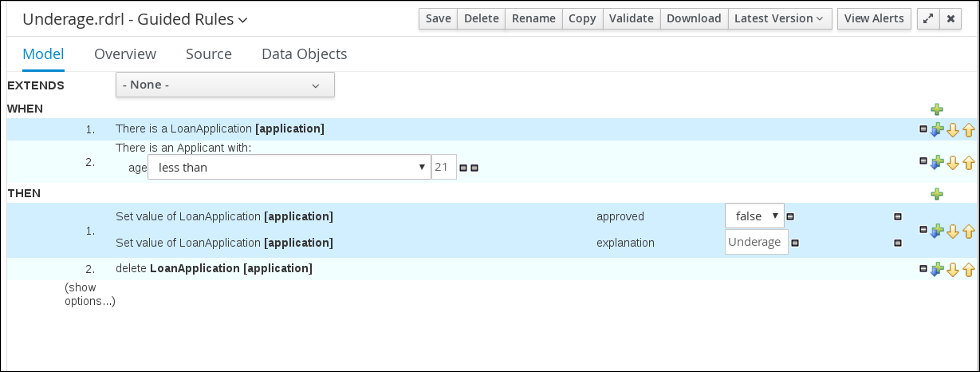 Underage.rdrl - Guided Rules
Save Delete Rename Copy Validate Download Latest Version View Alerts
Model Overview Source Data Objects
EXTENDS - None -
WHEN
1. There is a LoanApplication [application]
There is an Applicant with:
2.
age less than 21
THEN
Set value of LoanApplication [application] approved false
1.
Set value of LoanApplication [application] explanation Underage
2. delete LoanApplication [application]
(show
options...)